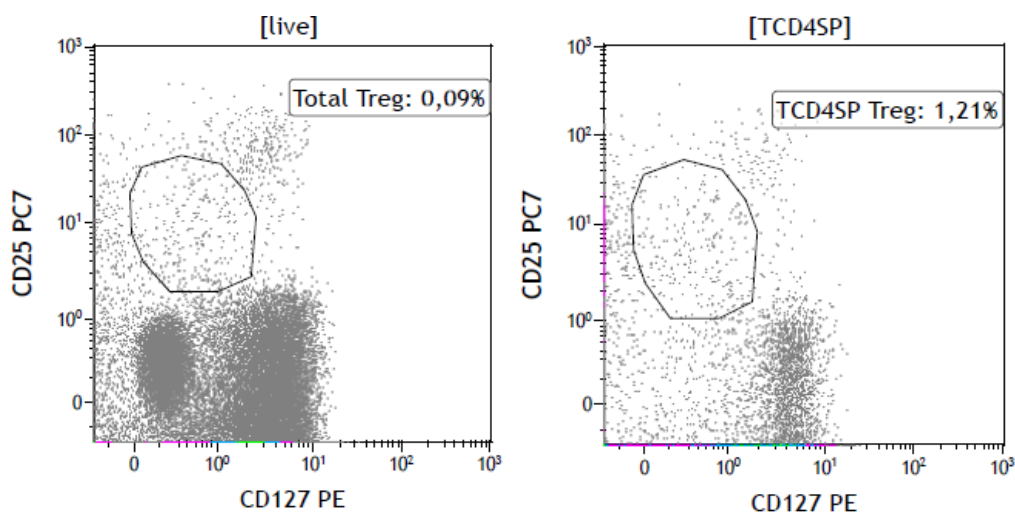 [live]
Total Treg: 0,09%
CD25 PC7
10³
10²
10¹
10⁰
0
0
10⁰
10¹
10²
10³
CD127 PE
[TCD4SP]
TCD4SP Treg: 1,21%
CD25 PC7
10³
10²
10¹
10⁰
0
0
10⁰
10¹
10²
10³
CD127 PE